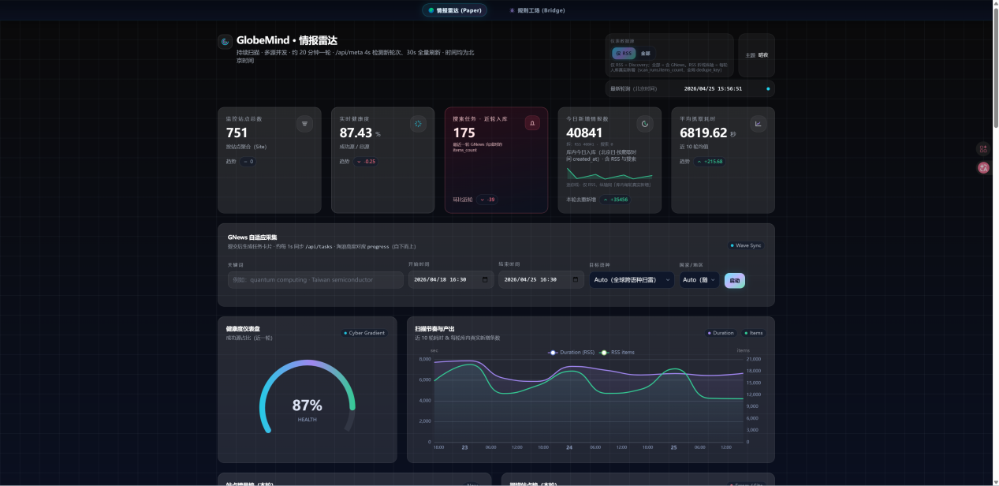 情报雷达 (Paper)
规则工场 (Bridge)
GlobeMind • 情报雷达
持续扫描 · 多源并发 · 约 20 分钟一轮 · /api/meta 4s 检测新轮次、30s 全量刷新 · 时间均为北
京时间
仪表数据源
仅 RSS
全部
主题 暗夜
最新轮询（北京时间）
2026/04/25 15:56:51
监控站点总数
751
按站点聚合（Site）
趋势
0
实时健康度
87.43 %
成功源 / 总源
趋势
-0.25
搜索任务 · 近轮入库
175
最近一轮 GNews 完成时的
items_count
环比近轮
-39
今日新增情报数
40841
库内今日入库（北京日·按爬取时
间 created_at）· 含 RSS 与搜索
本轮去重新增
+35456
平均抓取耗时
6819.62 秒
近 10 轮均值
趋势
+215.68
GNews 自适应采集
提交后生成任务卡片 · 约每 1s 同步 /api/tasks · 海浪高度对应 progress（自下而上）
Wave Sync
关键词
开始时间
结束时间
目标语种
国家/地区
例如：quantum computing · Taiwan semiconductor
2026/04/18 16:30
2026/04/25 16:30
Auto（全球跨语种扫雷）
Auto（随
启动
健康度仪表盘
成功源占比（近一轮）
Cyber Gradient
87%
HEALTH
扫描节奏与产出
近 10 轮耗时 & 每轮库内真实新增条数
Duration
Items
sec
Duration (RSS)
RSS Items
items
8,000
6,000
4,000
2,000
0
21,000
18,000
15,000
12,000
9,000
6,000
3,000
0
18:00
23
06:00
12:00
18:00
24
06:00
12:00
18:00
25
06:00
12:00